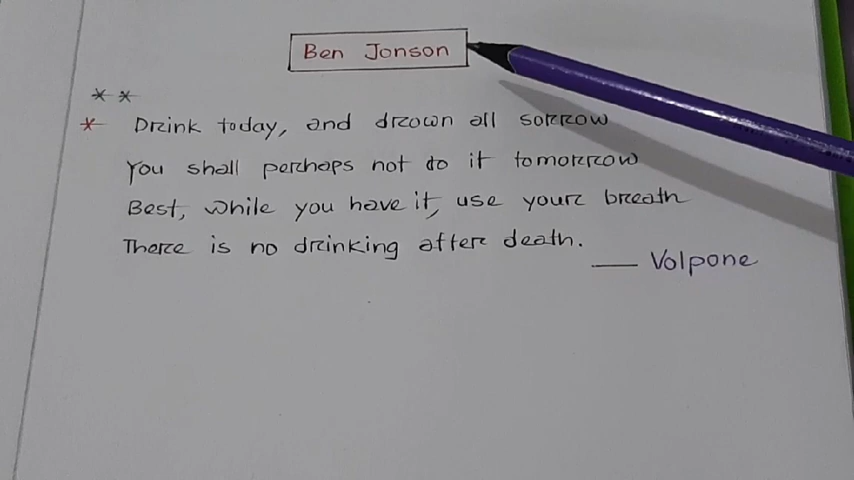 Ben Jonson
* *
* Drink today, and drown all sorrow
You shall perhaps not do it tomorrow
Best, while you have it, use your breath
There is no drinking after death.
— Volpone